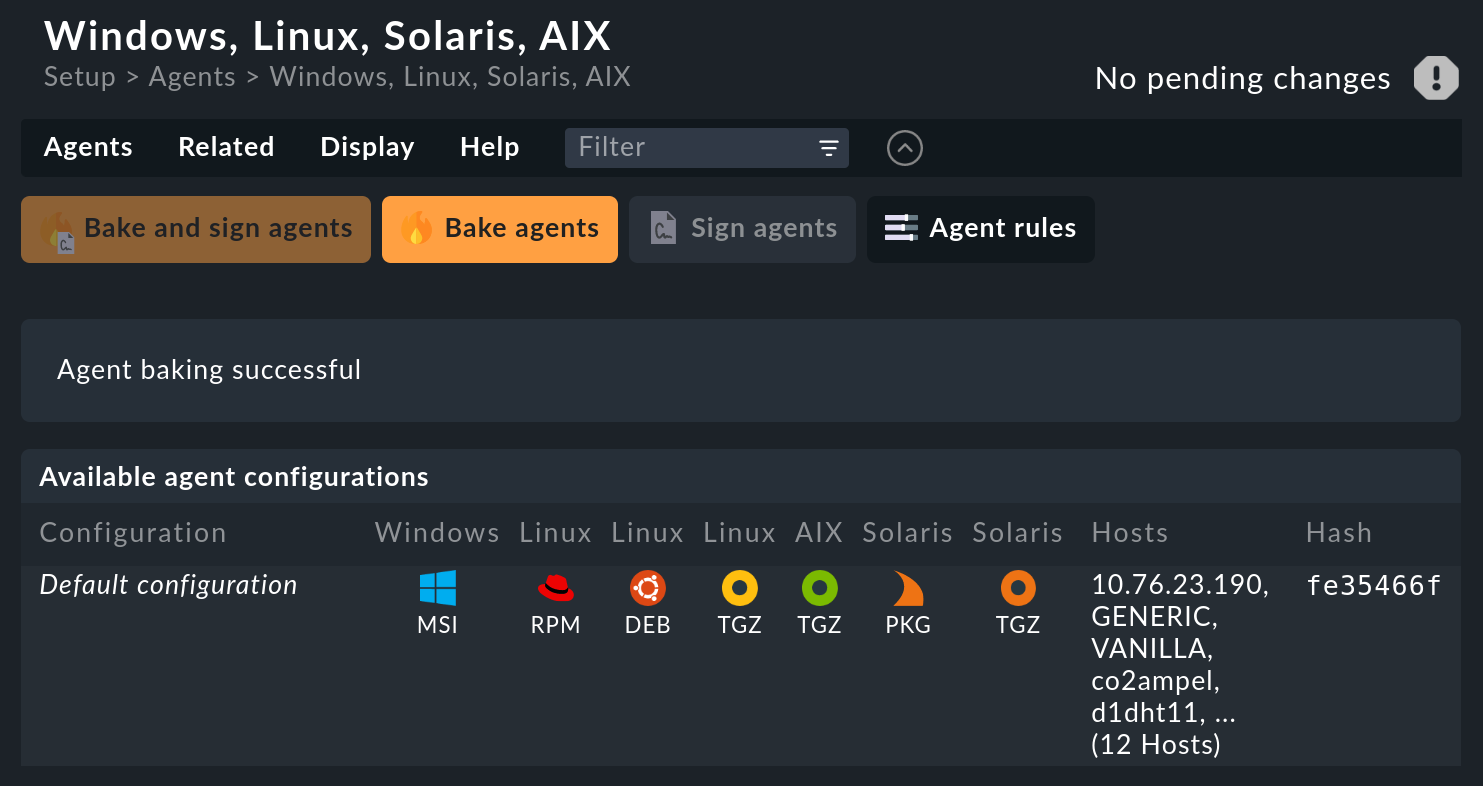 Windows, Linux, Solaris, AIX
Setup > Agents > Windows, Linux, Solaris, AIX
No pending changes
Agents Related Display Help Filter
Bake and sign agents Bake agents Sign agents Agent rules
Agent baking successful
Available agent configurations
Configuration Windows Linux Linux Linux AIX Solaris Solaris Hosts Hash
Default configuration MSI RPM DEB TGZ TGZ PKG TGZ 10.76.23.190, fe35466f
GENERIC,
VANILLA,
co2ampel,
d1dht11, ...
(12 Hosts)